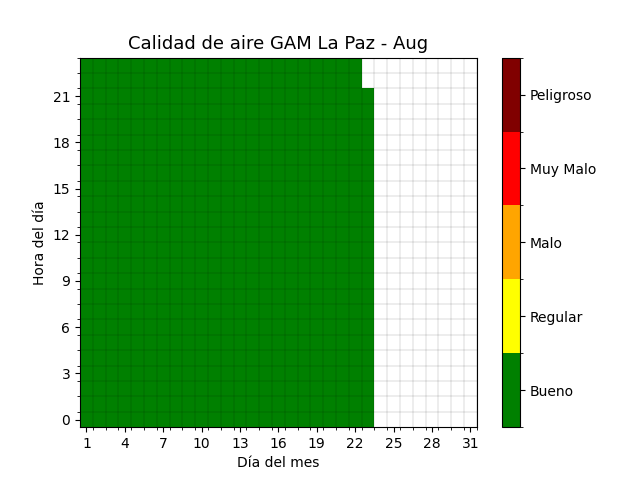 Calidad de aire GAM La Paz - Aug
Hora del día
21
18
15
12
9
6
3
0
1 4 7 10 13 16 19 22 25 28 31
Día del mes
Peligroso
Muy Malo
Malo
Regular
Bueno